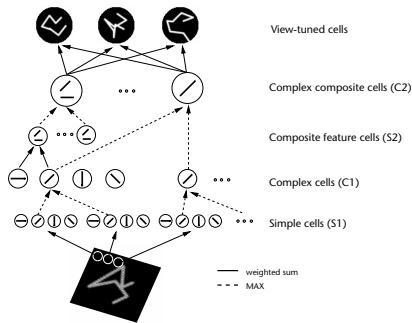 View-tuned cells
Complex composite cells (C2)
Composite feature cells (S2)
Complex cells (C1)
Simple cells (S1)
weighted sum
MAX